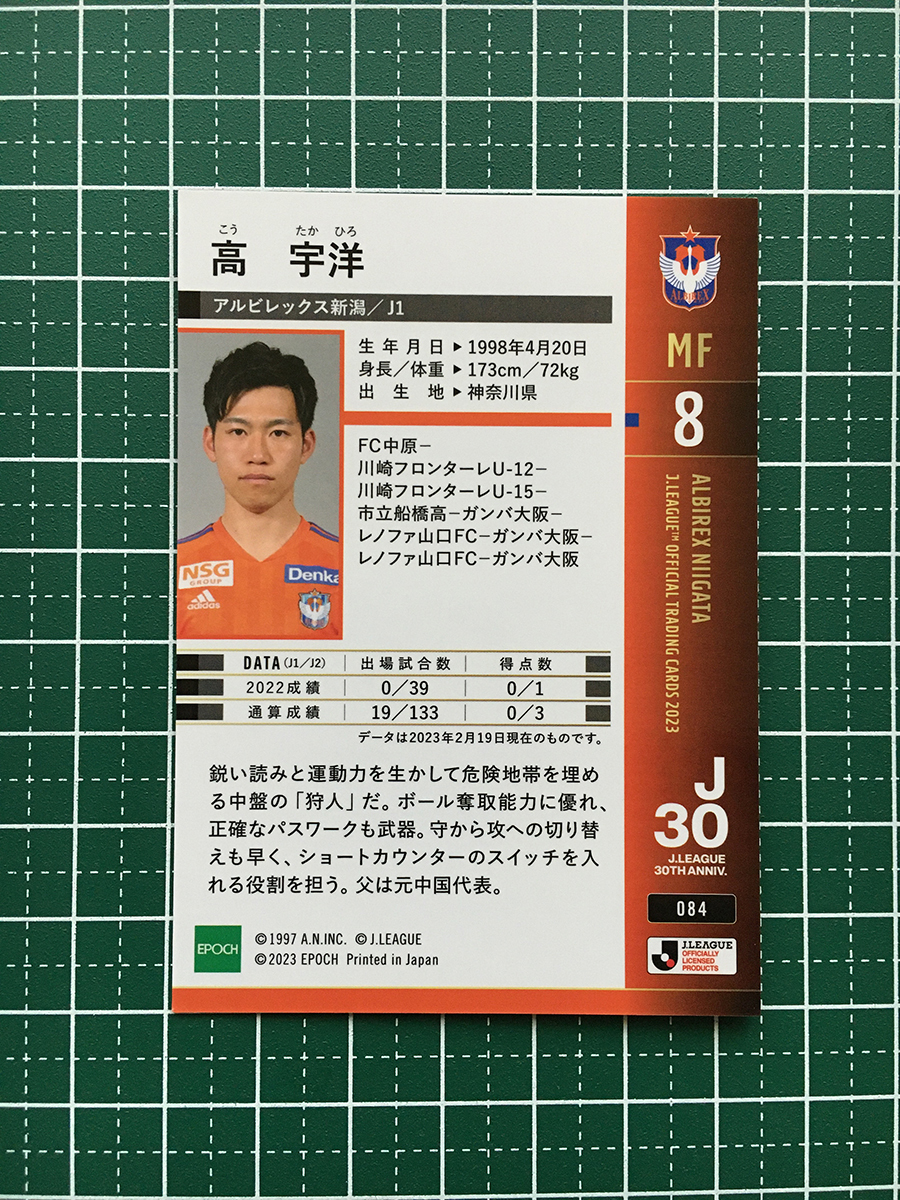 こう たか ひろ
高 宇洋
アルビレックス新潟／J1
生年月日▶1998年4月20日
身長／体重▶173cm／72kg
出生地▶神奈川県
FC中原－
川崎フロンターレU-12－
川崎フロンターレU-15－
市立船橋高－ガンバ大阪－
レノファ山口FC－ガンバ大阪－
レノファ山口FC－ガンバ大阪
NSG
GROUP
Denka
adidas
DATA(J1／J2) 出場試合数 得点数
2022成績 0／39 0／1
通算成績 19／133 0／3
データは2023年2月19日現在のものです。
鋭い読みと運動力を生かして危険地帯を埋め
る中盤の「狩人」だ。ボール奪取能力に優れ、
正確なパスワークも武器。守から攻への切り替
えも早く、ショートカウンターのスイッチを入
れる役割を担う。父は元中国代表。
EPOCH
©1997 A.N.INC. ©J.LEAGUE
©2023 EPOCH Printed in Japan
ALBIREX
MF
8
ALBIREX NIIGATA
J.LEAGUE™ OFFICIAL TRADING CARDS 2023
J
30
J.LEAGUE
30TH ANNIV.
084
J.LEAGUE
OFFICIALLY
LICENSED
PRODUCTS